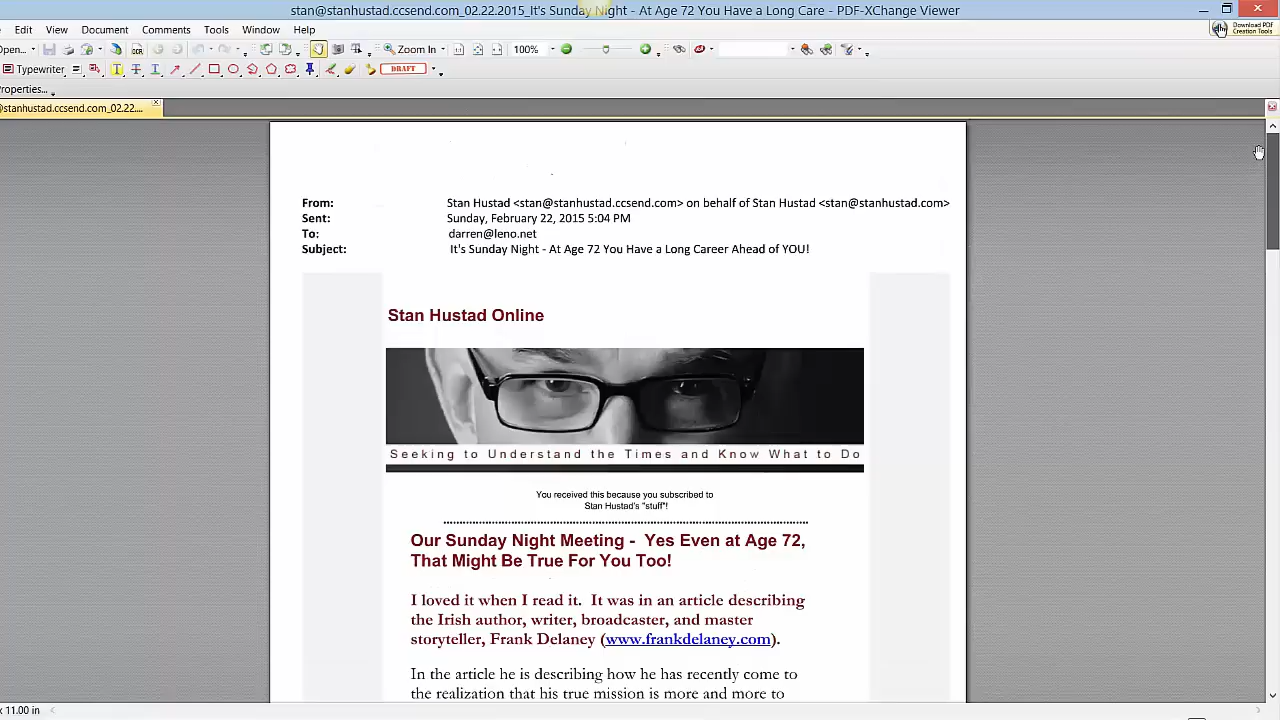 stan@stanhustad.ccsend.com_02.22.2015_It's Sunday Night - At Age 72 You Have a Long Care - PDF-XChange Viewer
Edit View Document Comments Tools Window Help
Download PDF
Creation Tools
Open... Zoom In 100%
Typewriter DRAFT
roperties...
@stanhustad.ccsend.com_02.22....
From: Stan Hustad <stan@stanhustad.ccsend.com> on behalf of Stan Hustad <stan@stanhustad.com>
Sent: Sunday, February 22, 2015 5:04 PM
To: darren@leno.net
Subject: It's Sunday Night - At Age 72 You Have a Long Career Ahead of YOU!
Stan Hustad Online
Seeking to Understand the Times and Know What to Do
You received this because you subscribed to
Stan Hustad's "stuff"!
Our Sunday Night Meeting - Yes Even at Age 72,
That Might Be True For You Too!
I loved it when I read it. It was in an article describing
the Irish author, writer, broadcaster, and master
storyteller, Frank Delaney (www.frankdelaney.com).
In the article he is describing how he has recently come to
the realization that his true mission is more and more to
x 11.00 in